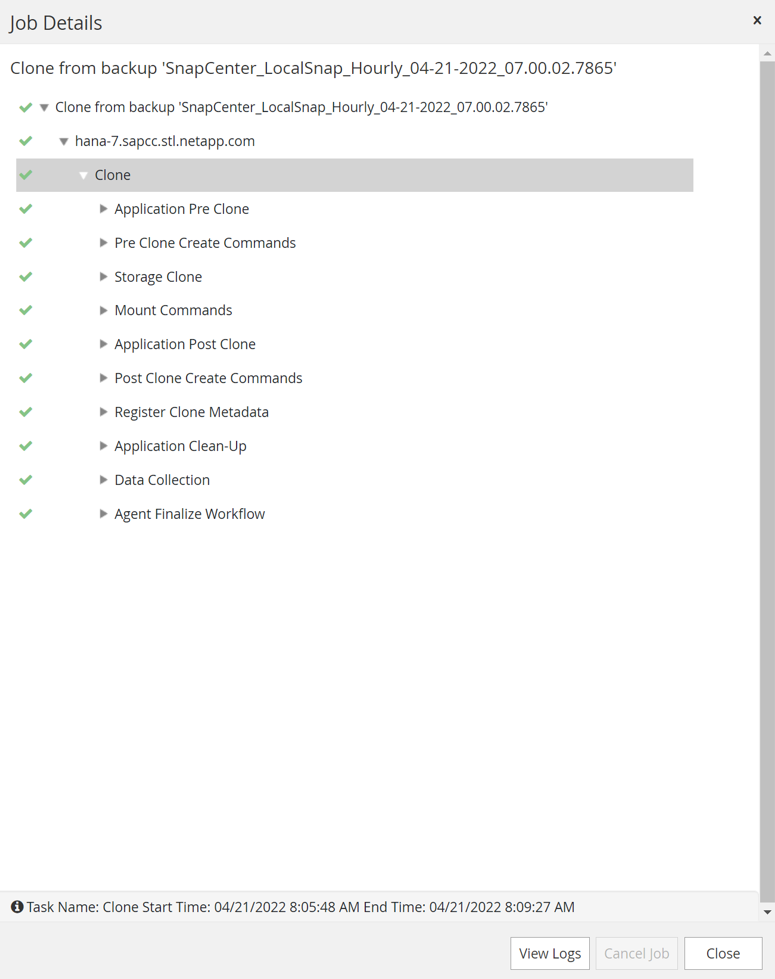 Job Details
Clone from backup 'SnapCenter_LocalSnap_Hourly_04-21-2022_07.00.02.7865'
Clone from backup 'SnapCenter_LocalSnap_Hourly_04-21-2022_07.00.02.7865'
hana-7.sapcc.stl.netapp.com
Clone
Application Pre Clone
Pre Clone Create Commands
Storage Clone
Mount Commands
Application Post Clone
Post Clone Create Commands
Register Clone Metadata
Application Clean-Up
Data Collection
Agent Finalize Workflow
Task Name: Clone Start Time: 04/21/2022 8:05:48 AM End Time: 04/21/2022 8:09:27 AM
View Logs Cancel Job Close